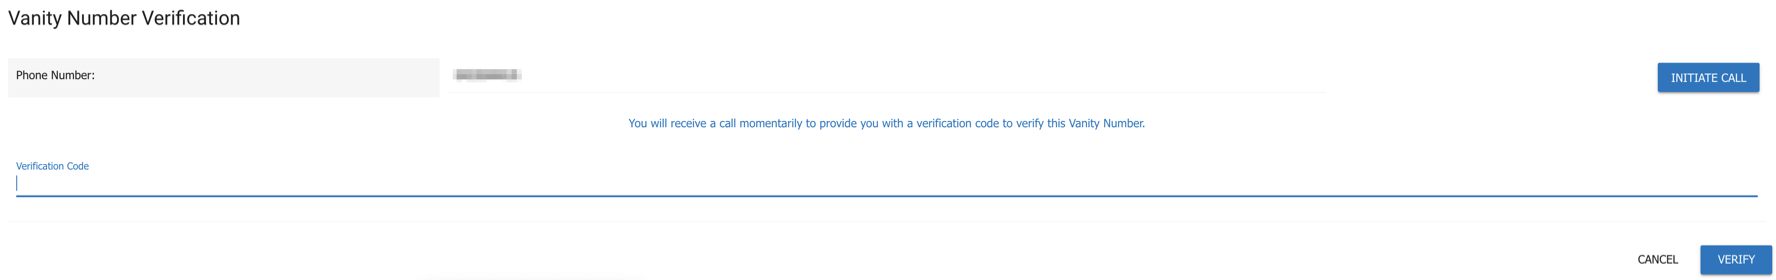 Vanity Number Verification
Phone Number:
INITIATE CALL
You will receive a call momentarily to provide you with a verification code to verify this Vanity Number.
Verification Code
CANCEL
VERIFY